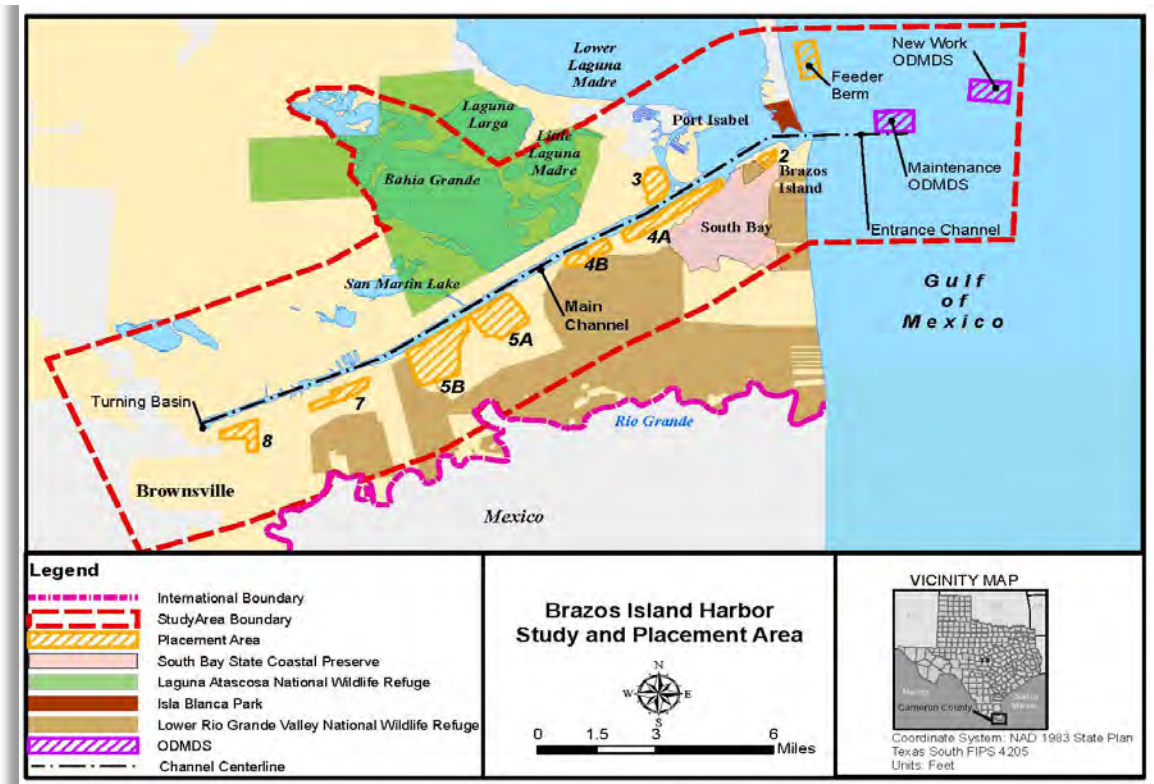 Lower
Laguna
Madre
New Work
ODMDS
Feeder
Berm
Laguna
Larga
Port Isabel
Little
Laguna
Madre
Maintenance
ODMDS
Bahia Grande
2
Brazos
Island
3
South Bay
Entrance Channel
4A
4B
San Martin Lake
Gulf
of
Mexico
Main
Channel
5A
5B
Turning Basin
7
Rio Grande
8
Brownsville
Mexico
Legend
International Boundary
StudyArea Boundary
Placement Area
South Bay State Coastal Preserve
Laguna Atascosa National Wildlife Refuge
Isla Blanca Park
Lower Rio Grande Valley National Wildlife Refuge
ODMDS
Channel Centerline
Brazos Island Harbor
Study and Placement Area
N
W E
S
0 1.5 3 6
Miles
VICINITY MAP
Mexico
Cameron County
Coordinate System: NAD 1983 State Plan
Texas South FIPS 4205
Units: Feet